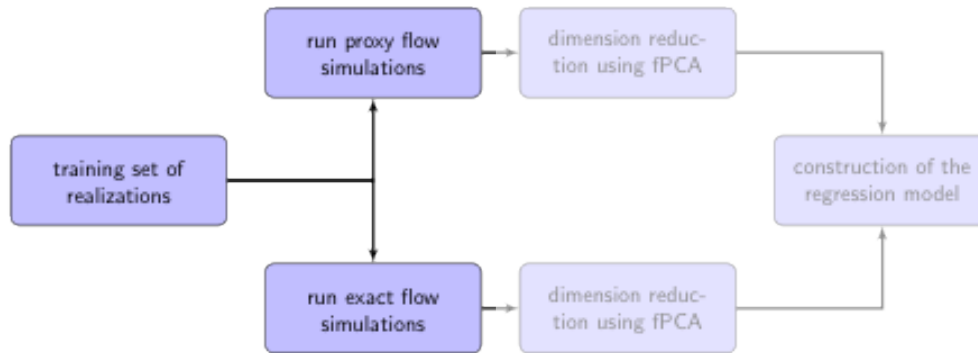 run proxy flow
simulations
dimension reduc-
tion using fPCA
training set of
realizations
construction of the
regression model
run exact flow
simulations
dimension reduc-
tion using fPCA